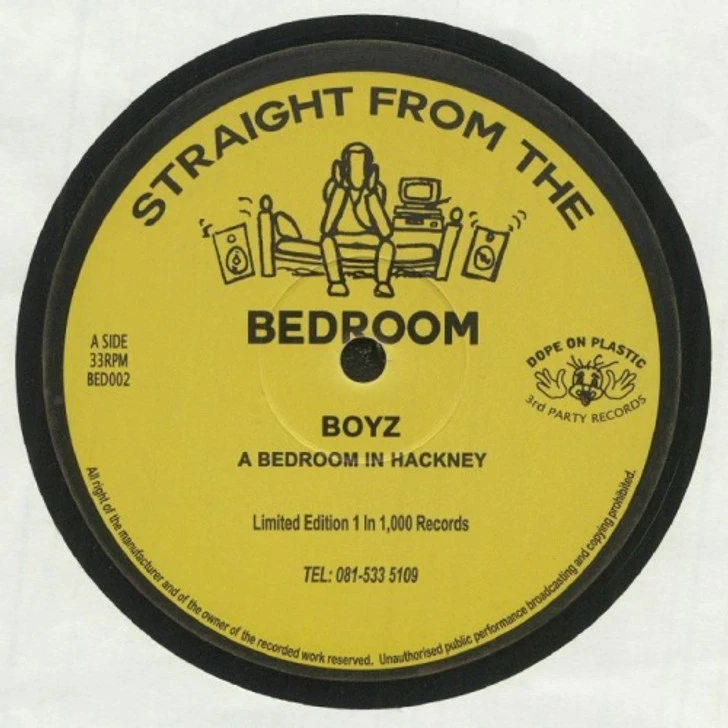 STRAIGHT FROM THE
BEDROOM
A SIDE
33RPM
BED002
DOPE ON PLASTIC
3rd PARTY RECORDS
BOYZ
A BEDROOM IN HACKNEY
Limited Edition 1 In 1,000 Records
TEL: 081-533 5109
All right of the manufacturer and of the owner of the recorded work reserved. Unauthorised public performance broadcasting and copying prohibited.